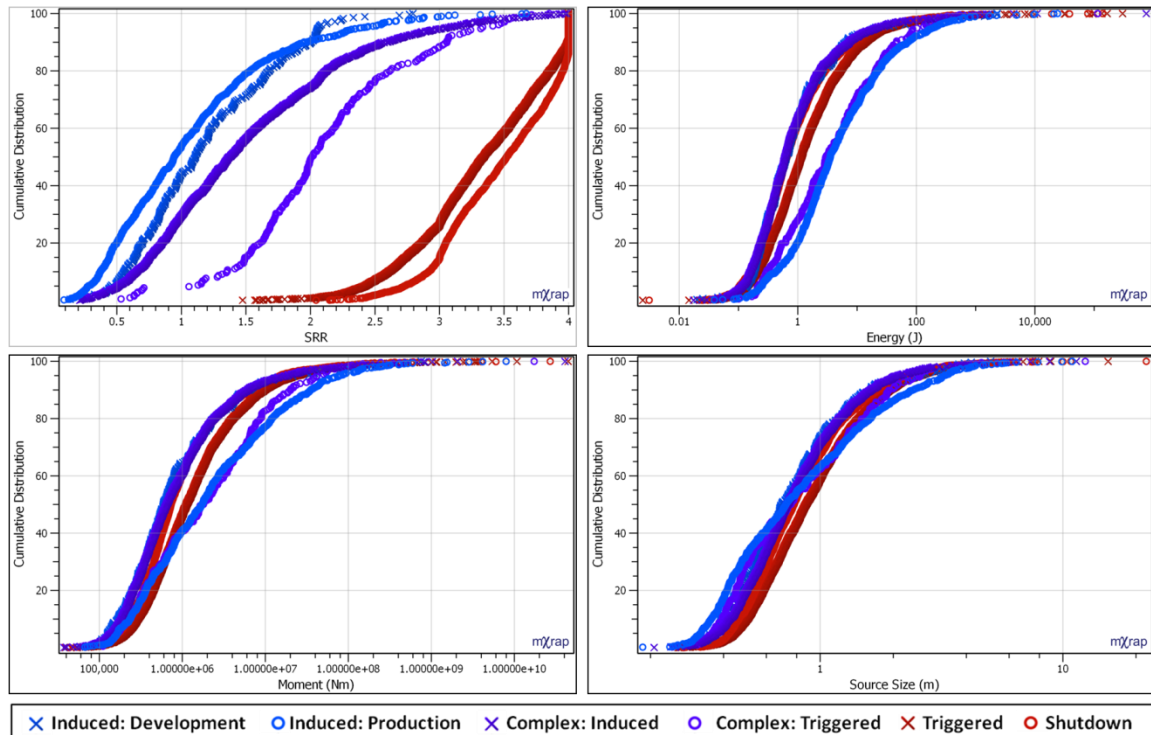 100
80
60
40
20
Cumulative Distribution
0.5
1
1.5
2
2.5
3
3.5
4
SRR
mχrap
100
80
60
40
20
Cumulative Distribution
0.01
1
100
10,000
Energy (J)
mχrap
100
80
60
40
20
Cumulative Distribution
100,000
1.00000e+06
1.00000e+07
1.00000e+08
1.00000e+09
1.00000e+10
Moment (Nm)
mχrap
100
80
60
40
20
Cumulative Distribution
1
10
Source Size (m)
mχrap
Induced: Development Induced: Production Complex: Induced Complex: Triggered Triggered Shutdown